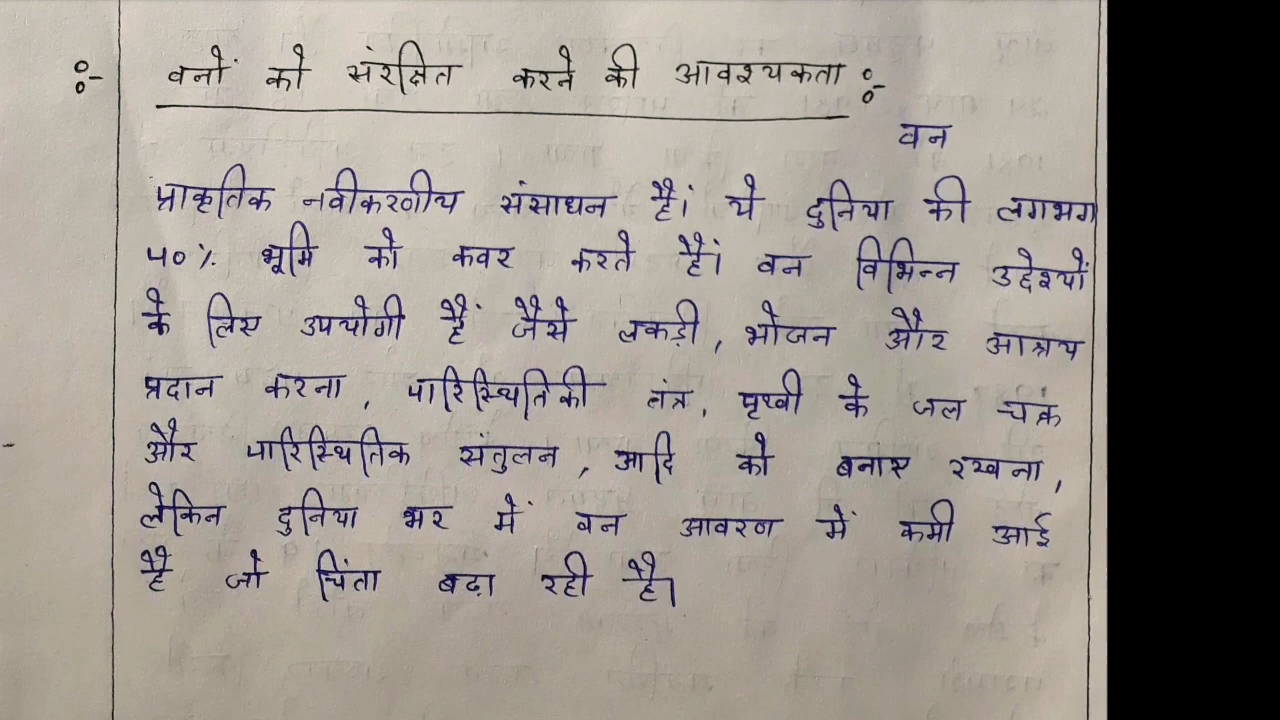 :- वनों को संरक्षित करने की आवश्यकता :-
वन
प्राकृतिक नवीकरणीय संसाधन हैं। ये दुनिया की लगभग
40% भूमि को कवर करते हैं। वन विभिन्न उद्देश्यों
के लिए उपयोगी हैं जैसे लकड़ी, भोजन और आश्रय
प्रदान करना, पारिस्थितिकी तंत्र, पृथ्वी के जल चक्र
और पारिस्थितिक संतुलन, आदि को बनाए रखना,
लेकिन दुनिया भर में वन आवरण में कमी आई
है जो चिंता बढ़ा रही है।